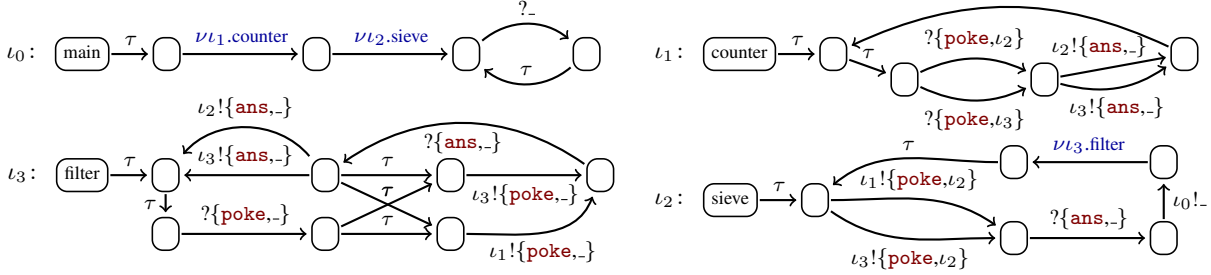 ι₀: main τ νι₁.counter νι₂.sieve ?_ τ
ι₁: counter τ τ ?{poke,ι₂} ?{poke,ι₃} ι₂!{ans,_} ι₃!{ans,_}
ι₃: filter τ ι₂!{ans,_} ι₃!{ans,_} τ ?{poke,_} τ τ τ ?{ans,_} ι₃!{poke,_} ι₁!{poke,_}
ι₂: sieve τ τ νι₃.filter ι₁!{poke,ι₂} ι₃!{poke,ι₂} ?{ans,_} ι₀!_